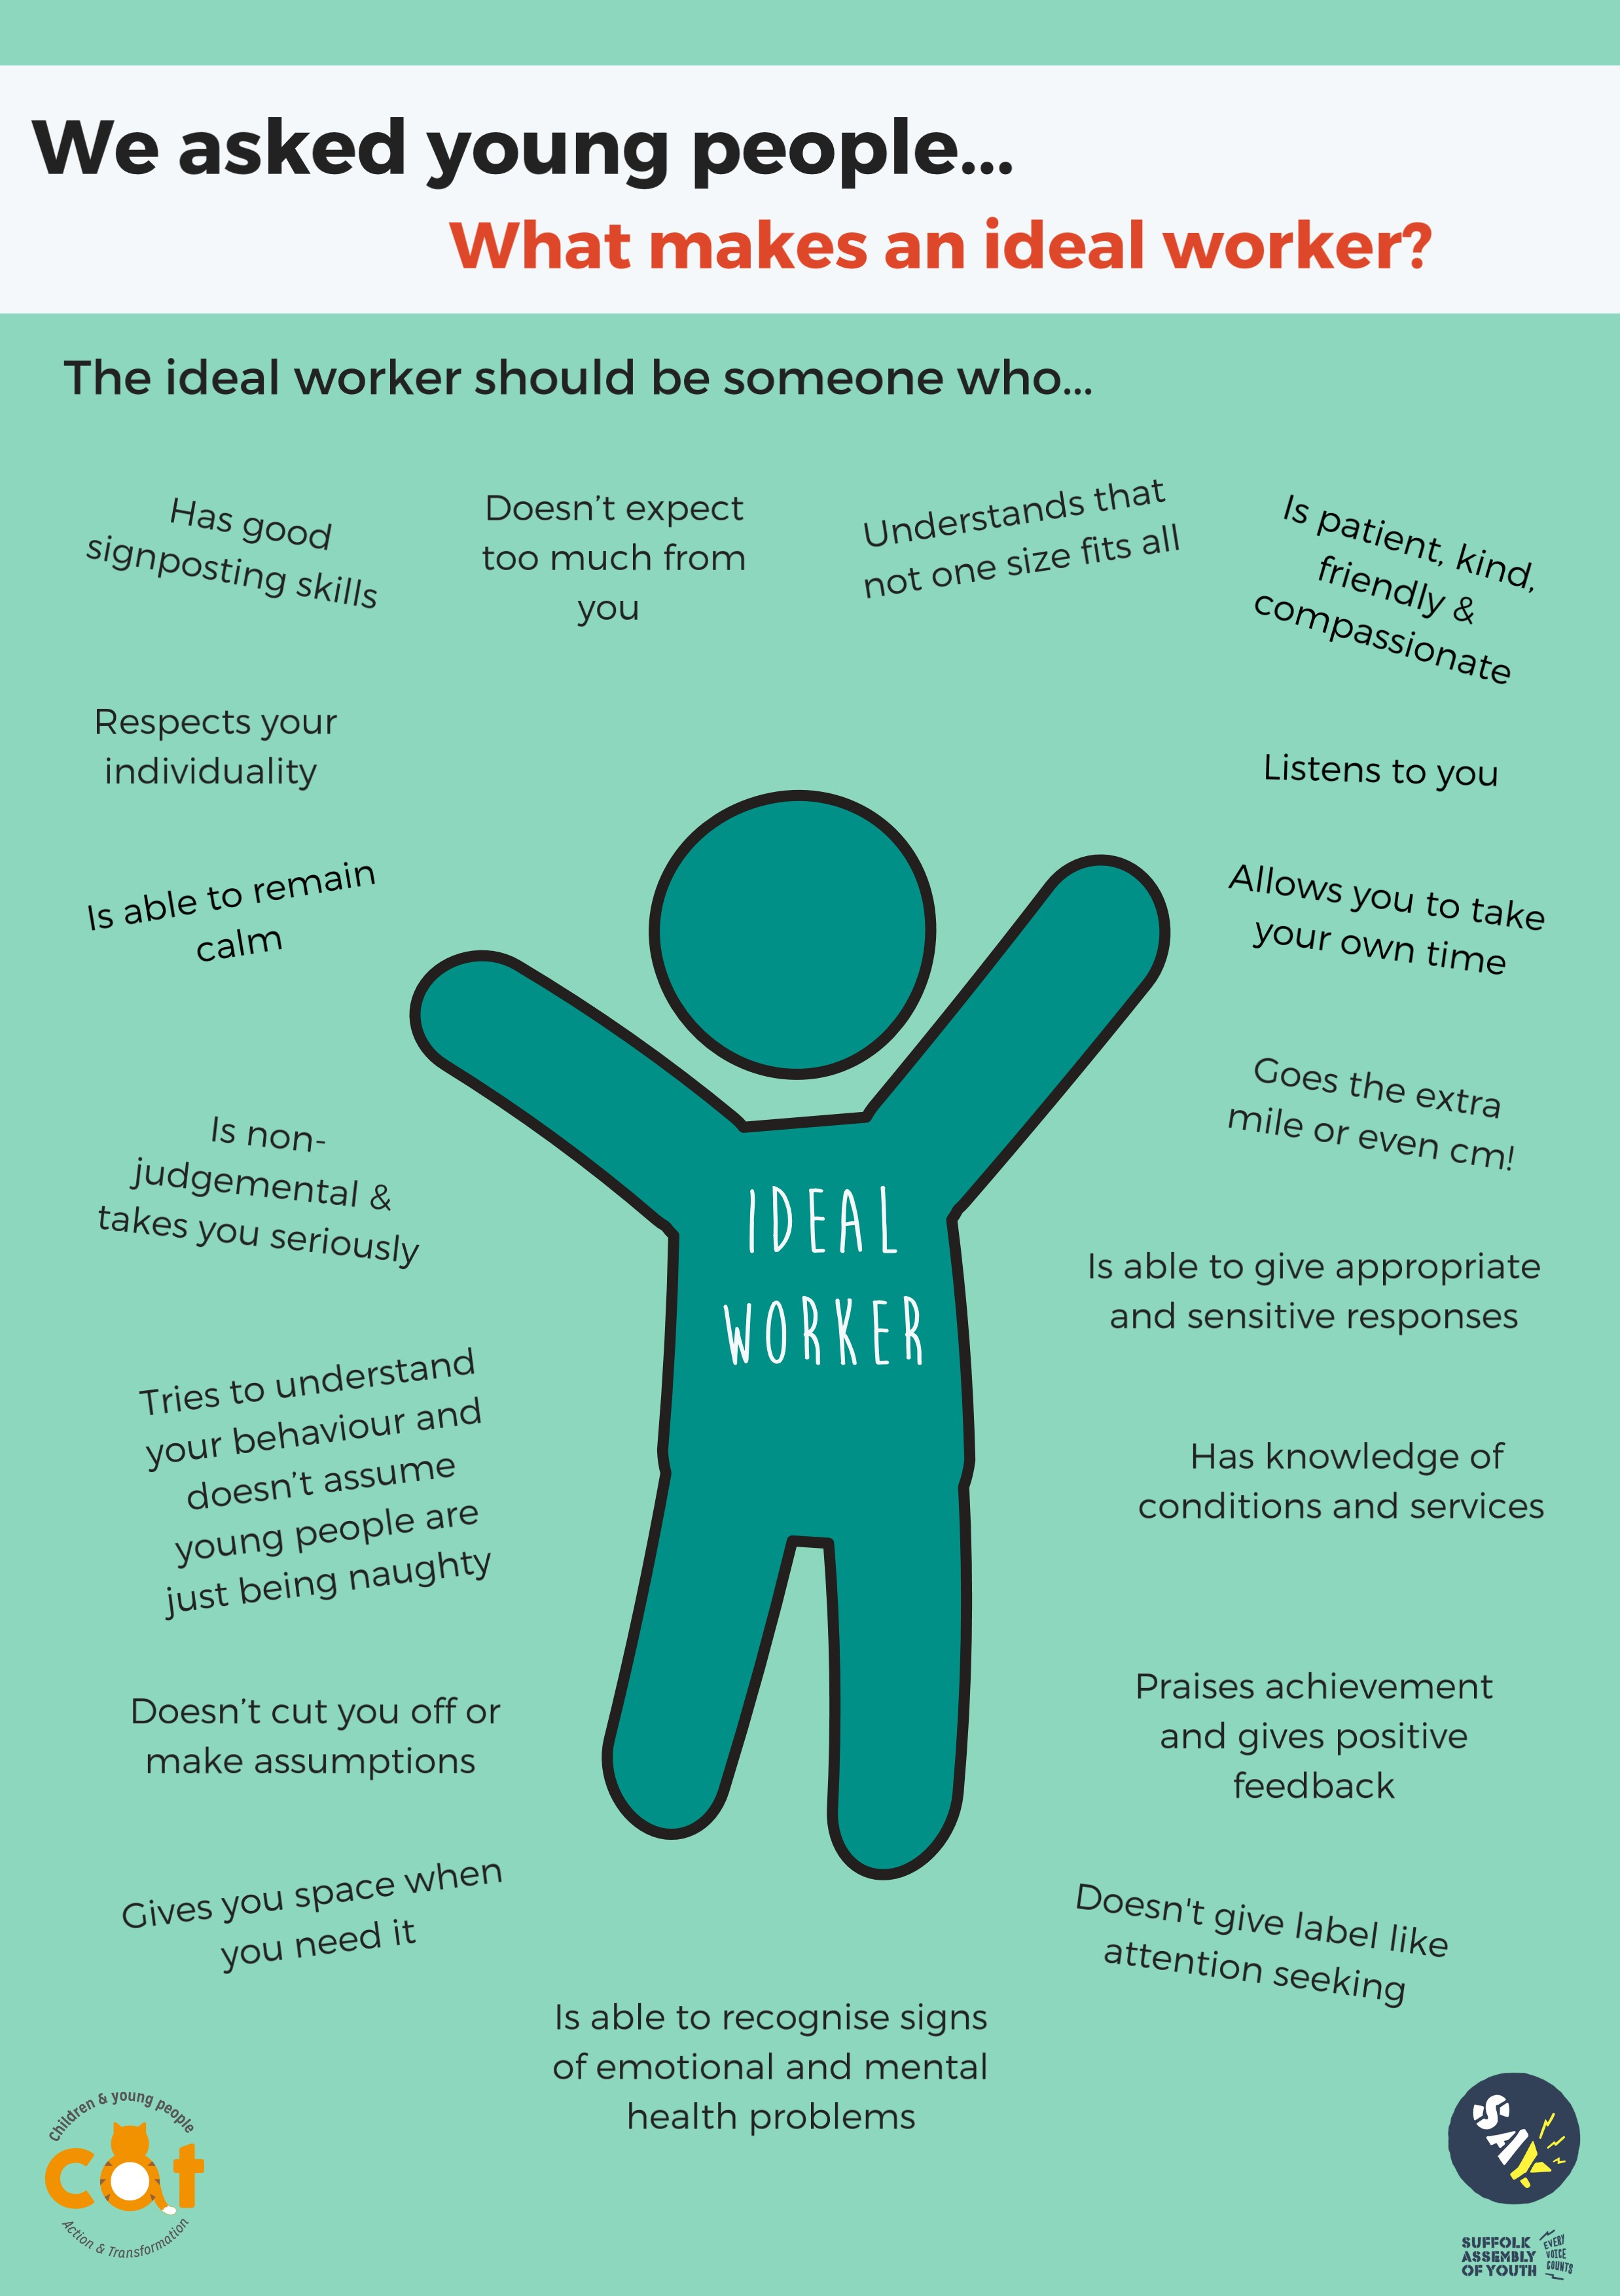 We asked young people...
What makes an ideal worker?
The ideal worker should be someone who...
Has good
signposting skills
Doesn’t expect
too much from
you
Understands that
not one size fits all
Is patient, kind,
friendly &
compassionate
Respects your
individuality
Listens to you
Is able to remain
calm
Allows you to take
your own time
Goes the extra
mile or even cm!
Is non-
judgemental &
takes you seriously
IDEAL
WORKER
Is able to give appropriate
and sensitive responses
Tries to understand
your behaviour and
doesn’t assume
young people are
just being naughty
Has knowledge of
conditions and services
Doesn’t cut you off or
make assumptions
Praises achievement
and gives positive
feedback
Gives you space when
you need it
Doesn't give label like
attention seeking
Is able to recognise signs
of emotional and mental
health problems
Children & young people
cat
Action & Transformation
SAY
SUFFOLK
ASSEMBLY
OF YOUTH
EVERY
VOICE
COUNTS